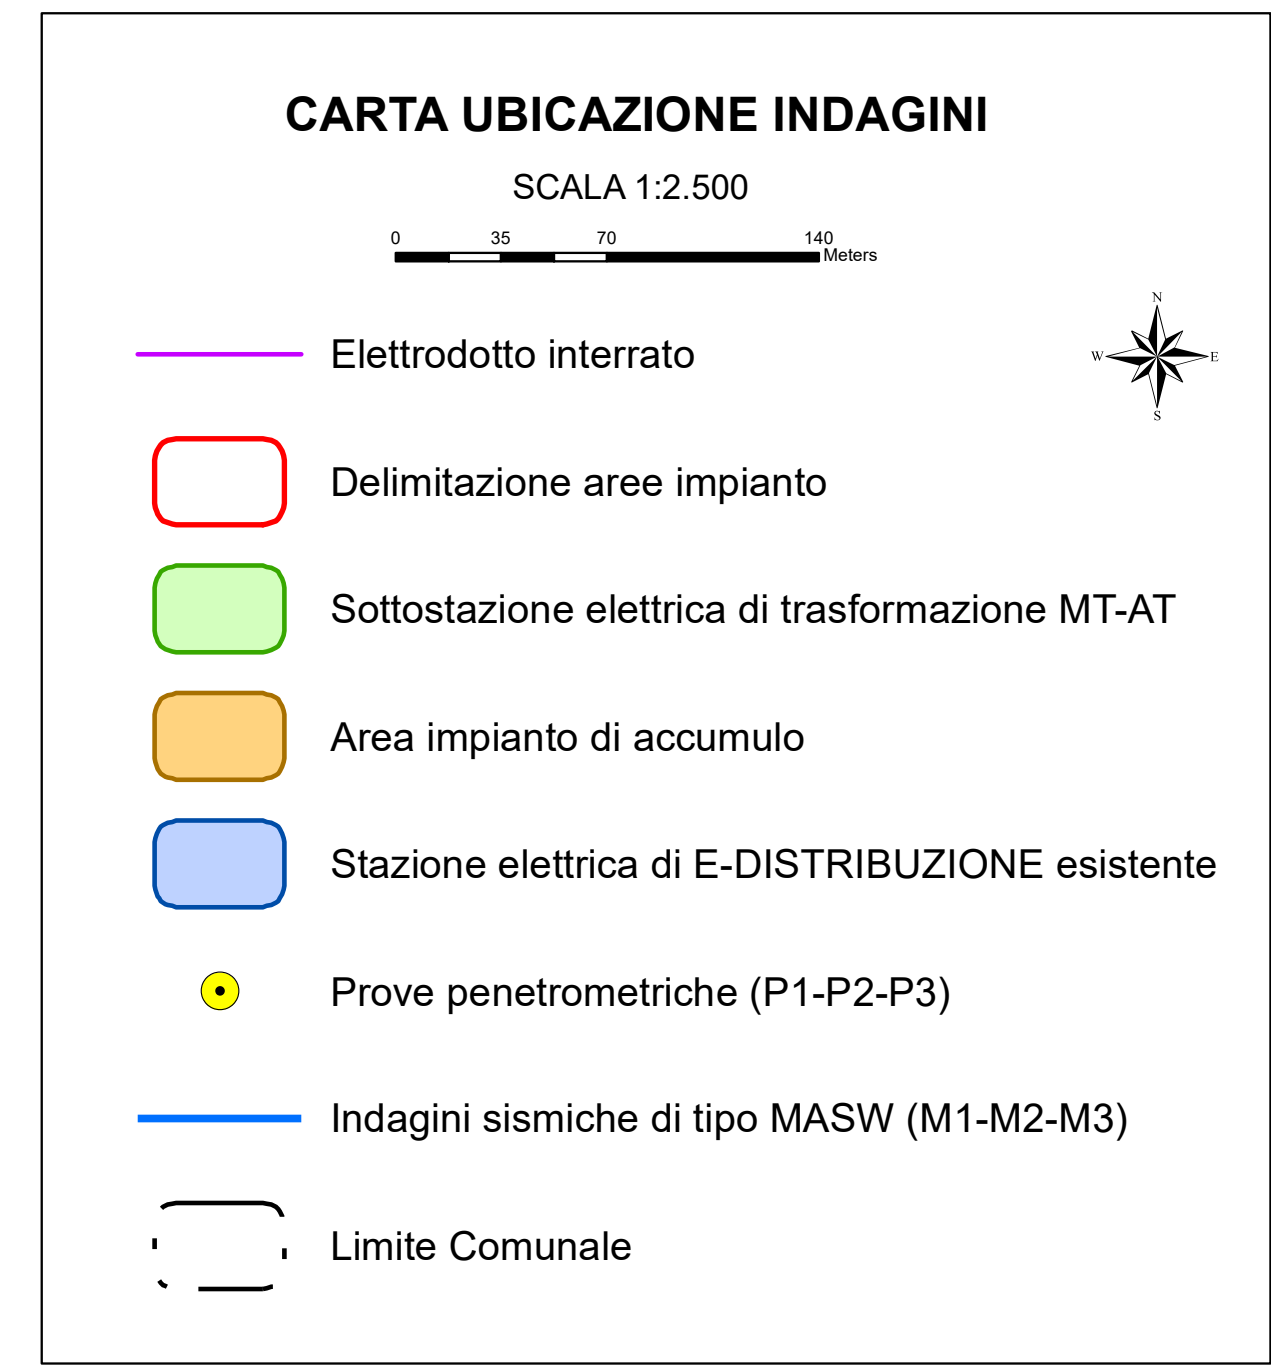 CARTA UBICAZIONE INDAGINI
SCALA 1:2.500
0 35 70 140
Meters
N
W E
S
Elettrodotto interrato
Delimitazione aree impianto
Sottostazione elettrica di trasformazione MT-AT
Area impianto di accumulo
Stazione elettrica di E-DISTRIBUZIONE esistente
Prove penetrometriche (P1-P2-P3)
Indagini sismiche di tipo MASW (M1-M2-M3)
Limite Comunale